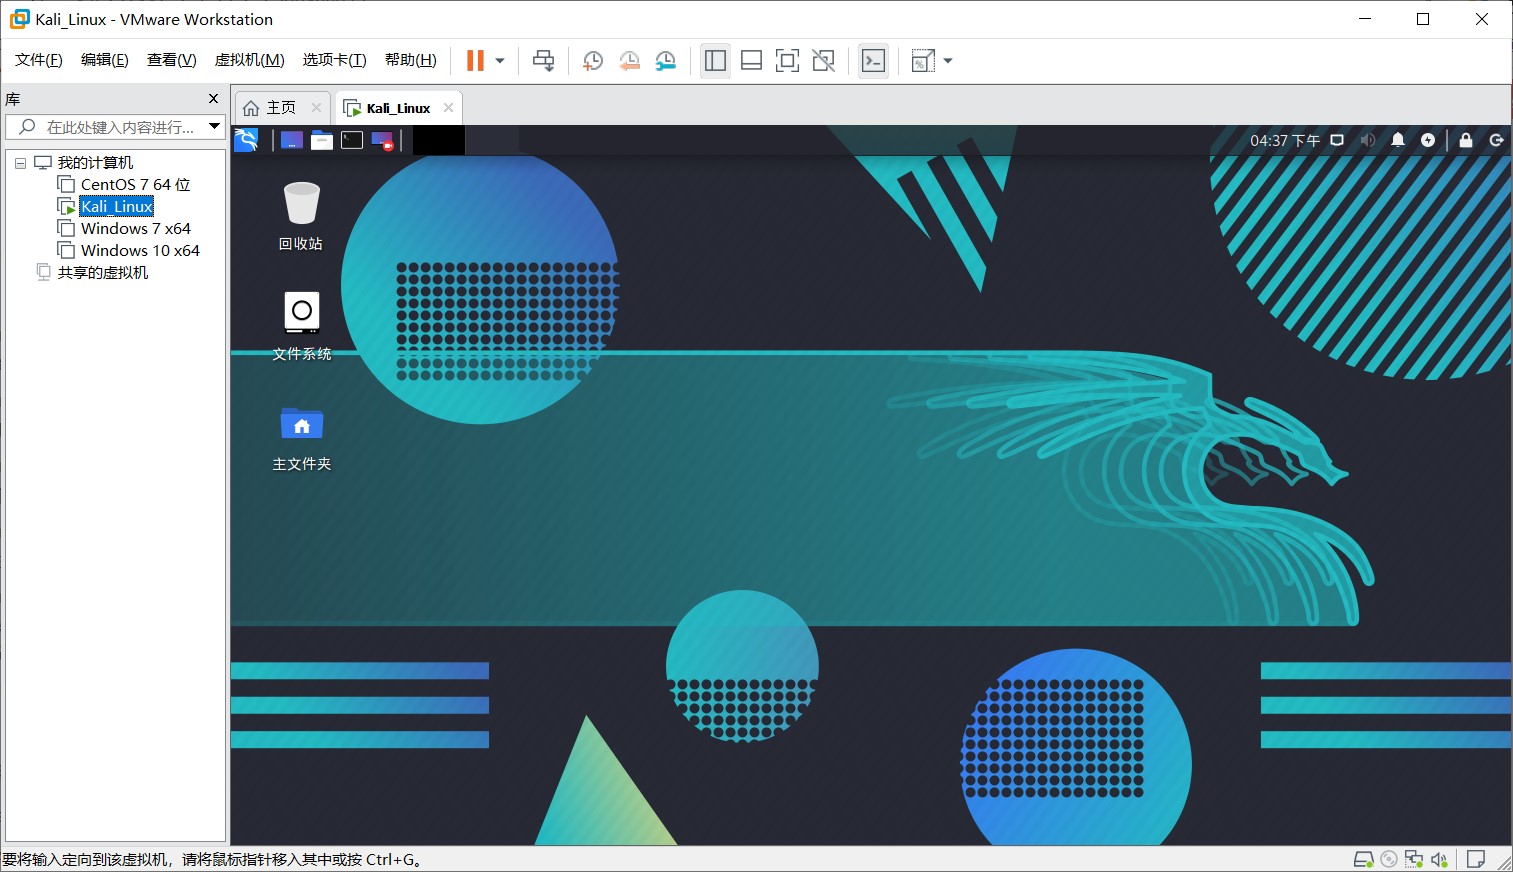 Kali_Linux - VMware Workstation
文件(F) 编辑(E) 查看(V) 虚拟机(M) 选项卡(T) 帮助(H)
库
在此处键入内容进行...
我的计算机
CentOS 7 64 位
Kali_Linux
Windows 7 x64
Windows 10 x64
共享的虚拟机
主页 Kali_Linux
04:37 下午
回收站
文件系统
主文件夹
要将输入定向到该虚拟机，请将鼠标指针移入其中或按 Ctrl+G。